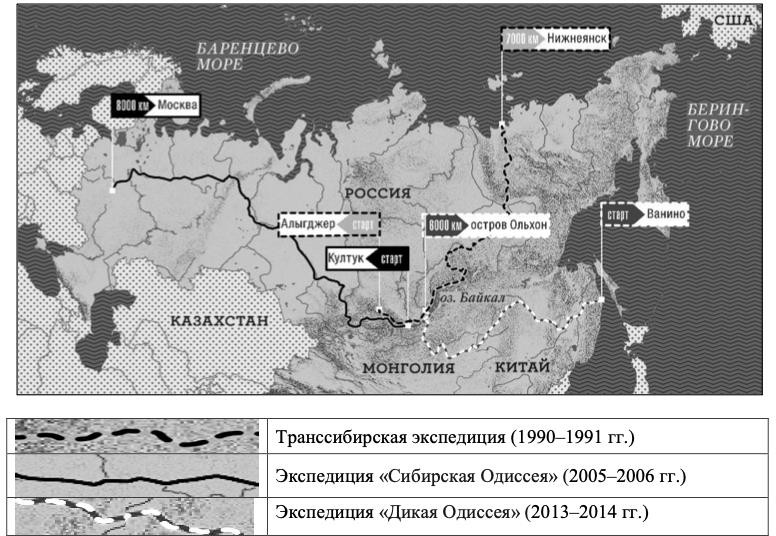 США
БАРЕНЦЕВО
МОРЕ
7000 км Нижнеянск
8000 км Москва
БЕРИН-
ГОВО
МОРЕ
РОССИЯ
Алыгджер старт
8000 км остров Ольхон
старт Ванино
Култук старт
оз. Байкал
КАЗАХСТАН
МОНГОЛИЯ
КИТАЙ
Транссибирская экспедиция (1990–1991 гг.)
Экспедиция «Сибирская Одиссея» (2005–2006 гг.)
Экспедиция «Дикая Одиссея» (2013–2014 гг.)